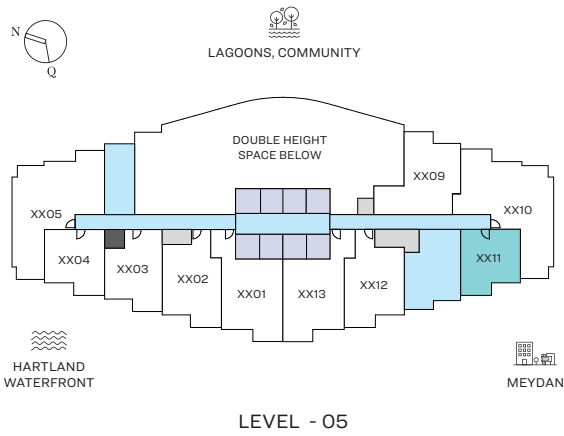 N
Q
LAGOONS, COMMUNITY
DOUBLE HEIGHT
SPACE BELOW
XX09
XX05
XX10
XX04
XX03
XX02
XX01
XX13
XX12
XX11
HARTLAND
WATERFRONT
MEYDAN
LEVEL - 05